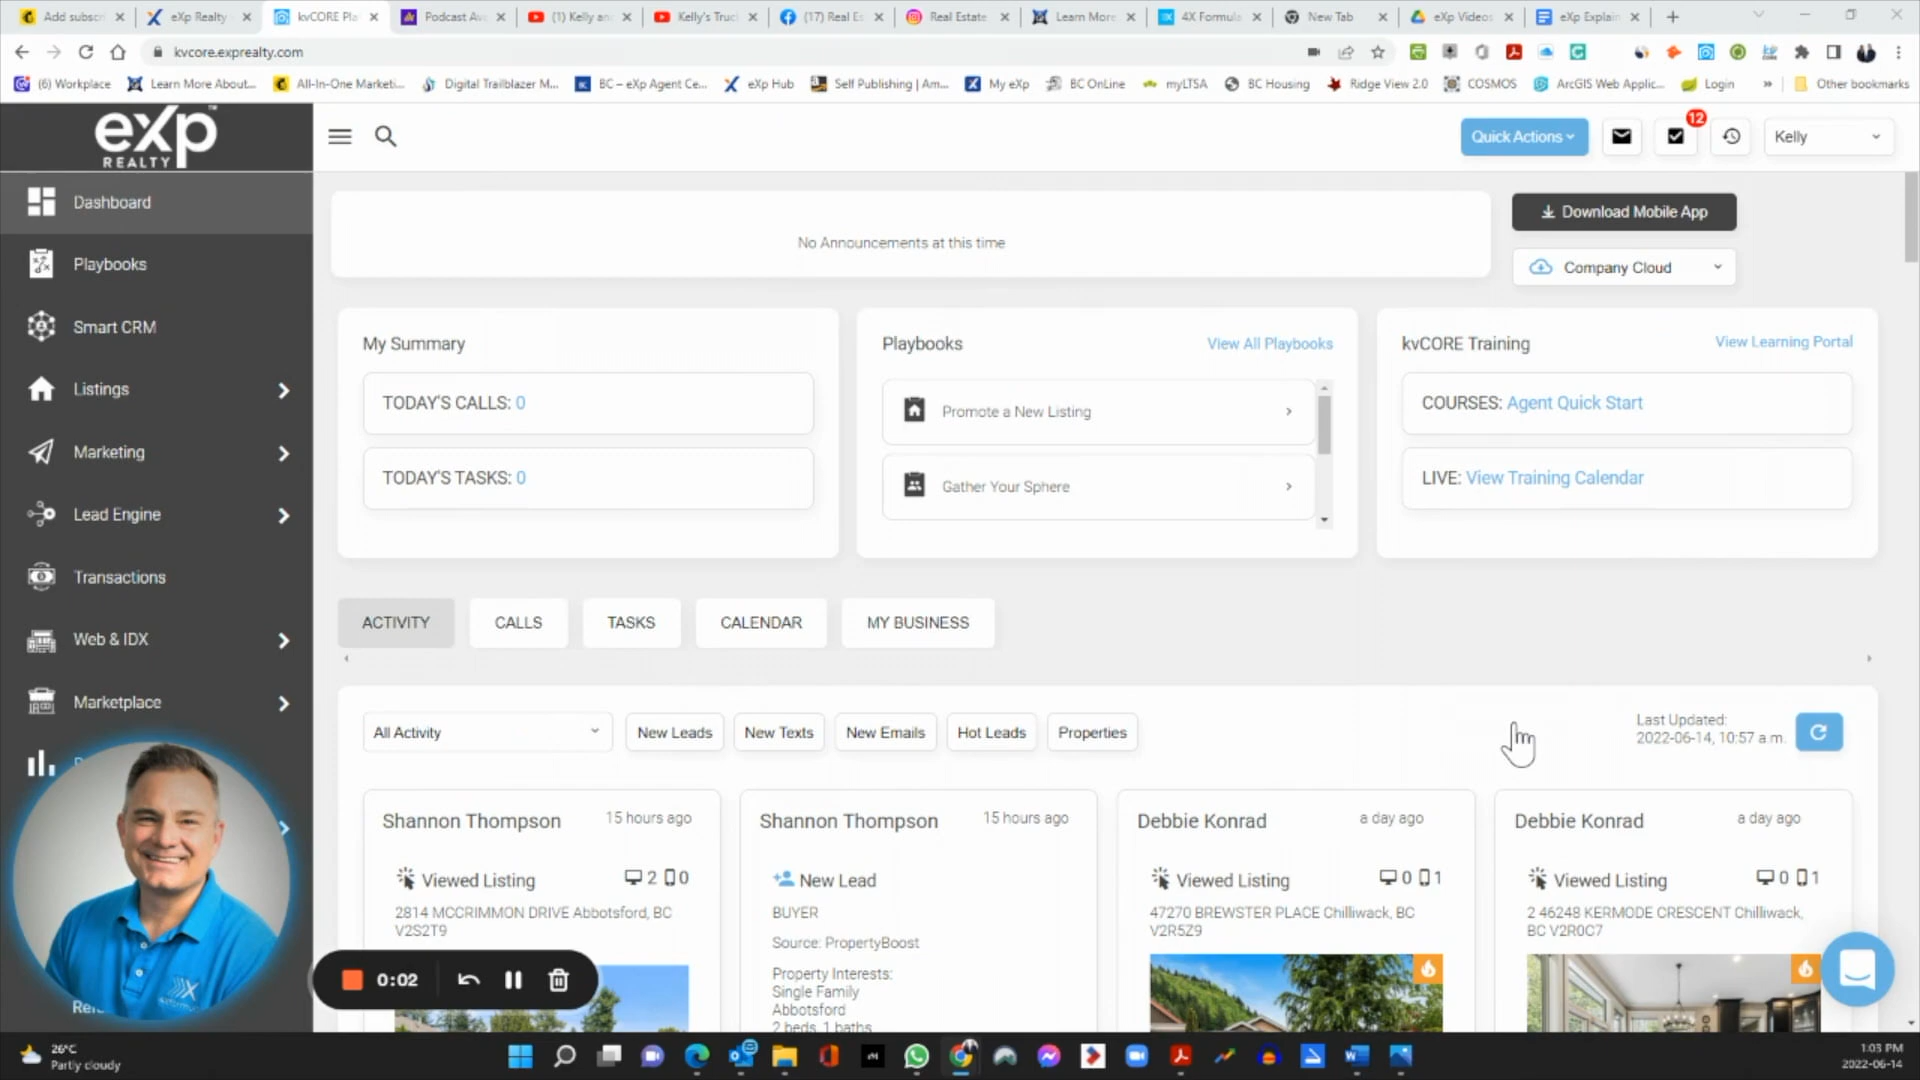 Add subscri
eXp Realty
kvCORE Pla
Podcast Av
(1) Kelly an
Kelly's Truc
(17) Real Es
Real Estate
Learn More
4X Formula
New Tab
eXp Videos
eXp Explain
kvcore.exprealty.com
(6) Workplace
Learn More About...
All-In-One Marketi...
Digital Trailblazer M...
BC – eXp Agent Ce...
eXp Hub
Self Publishing | Am...
My eXp
BC OnLine
myLTSA
BC Housing
Ridge View 2.0
COSMOS
ArcGIS Web Applic...
Login
»
Other bookmarks
eXp
REALTY
Quick Actions
12
Kelly
Dashboard
Playbooks
Smart CRM
Listings
Marketing
Lead Engine
Transactions
Web & IDX
Marketplace
No Announcements at this time
Download Mobile App
Company Cloud
My Summary
TODAY'S CALLS: 0
TODAY'S TASKS: 0
Playbooks
View All Playbooks
Promote a New Listing
Gather Your Sphere
kvCORE Training
View Learning Portal
COURSES: Agent Quick Start
LIVE: View Training Calendar
ACTIVITY
CALLS
TASKS
CALENDAR
MY BUSINESS
All Activity
New Leads
New Texts
New Emails
Hot Leads
Properties
Last Updated:
2022-06-14, 10:57 a.m.
Shannon Thompson
15 hours ago
Viewed Listing
2
0
2814 MCCRIMMON DRIVE Abbotsford, BC
V2S2T9
Shannon Thompson
15 hours ago
New Lead
BUYER
Source: PropertyBoost
Property Interests:
Single Family
Abbotsford
2 beds, 1 baths
Debbie Konrad
a day ago
Viewed Listing
0
1
47270 BREWSTER PLACE Chilliwack, BC
V2R5Z9
Debbie Konrad
a day ago
Viewed Listing
0
1
2 46248 KERMODE CRESCENT Chilliwack,
BC V2R0C7
0:02
26°C
Partly cloudy
1:03 PM
2022-06-14